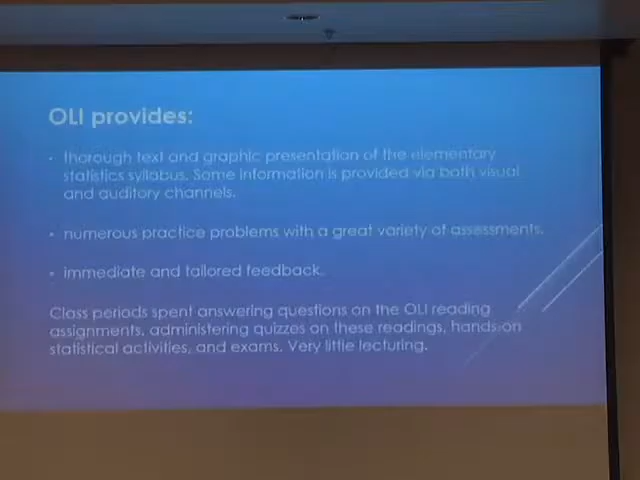 OLI provides:
• thorough text and graphic presentation of the elementary
statistics syllabus. Some information is provided via both visual
and auditory channels.
• numerous practice problems with a great variety of assessments.
• immediate and tailored feedback.
Class periods spent answering questions on the OLI reading
assignments, administering quizzes on these readings, hands-on
statistical activities, and exams. Very little lecturing.